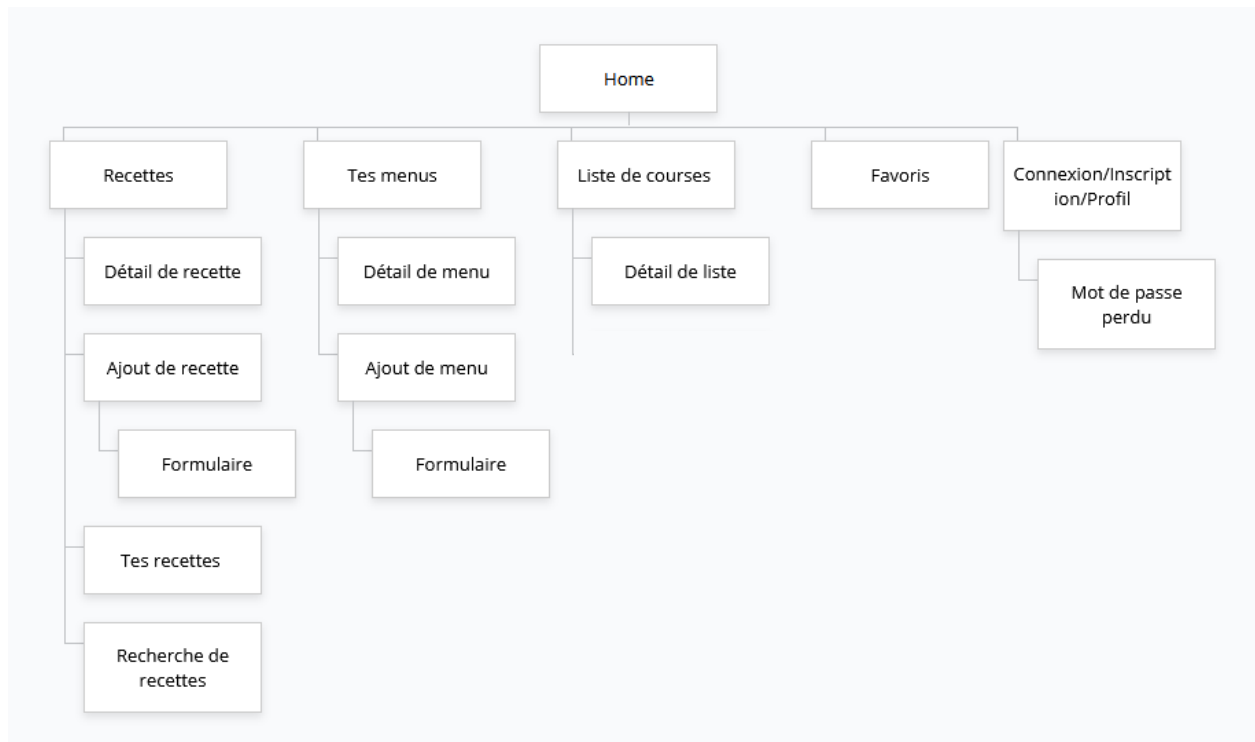 Home
Recettes
Tes menus
Liste de courses
Favoris
Connexion/Inscript
ion/Profil
Détail de recette
Détail de menu
Détail de liste
Mot de passe
perdu
Ajout de recette
Ajout de menu
Formulaire
Formulaire
Tes recettes
Recherche de
recettes